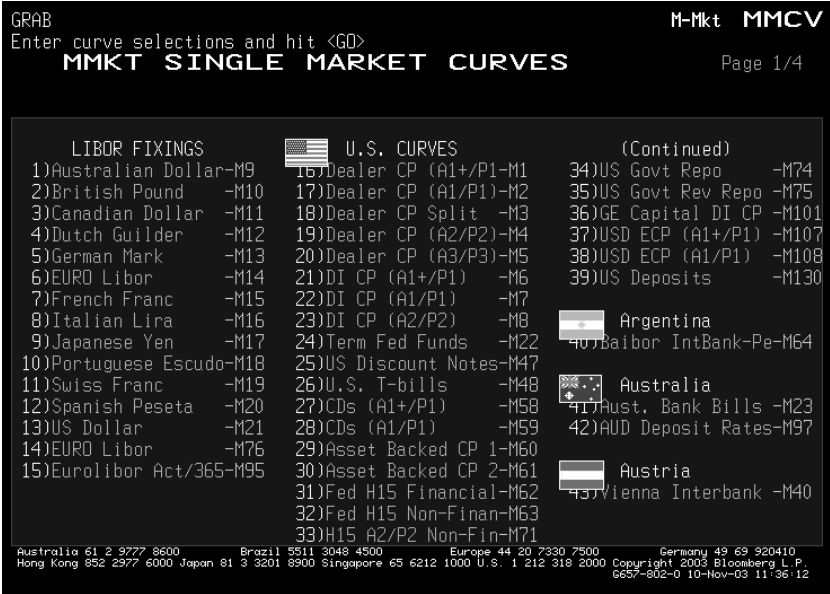 GRAB
M-Mkt MMCV
Enter curve selections and hit <GO>
MMKT SINGLE MARKET CURVES
Page 1/4
LIBOR FIXINGS
1)Australian Dollar-M9
2)British Pound -M10
3)Canadian Dollar -M11
4)Dutch Guilder -M12
5)German Mark -M13
6)EURO Libor -M14
7)French Franc -M15
8)Italian Lira -M16
9)Japanese Yen -M17
10)Portuguese Escudo-M18
11)Swiss Franc -M19
12)Spanish Peseta -M20
13)US Dollar -M21
14)EURO Libor -M76
15)Eurolibor Act/365-M95
U.S. CURVES
16)Dealer CP (A1+/P1-M1
17)Dealer CP (A1/P1)-M2
18)Dealer CP Split -M3
19)Dealer CP (A2/P2)-M4
20)Dealer CP (A3/P3)-M5
21)DI CP (A1+/P1) -M6
22)DI CP (A1/P1) -M7
23)DI CP (A2/P2) -M8
24)Term Fed Funds -M22
25)US Discount Notes-M47
26)U.S. T-bills -M48
27)CDs (A1+/P1) -M58
28)CDs (A1/P1) -M59
29)Asset Backed CP 1-M60
30)Asset Backed CP 2-M61
31)Fed H15 Financial-M62
32)Fed H15 Non-Finan-M63
33)H15 A2/P2 Non-Fin-M71
(Continued)
34)US Govt Repo -M74
35)US Govt Rev Repo -M75
36)GE Capital DI CP -M101
37)USD ECP (A1+/P1) -M107
38)USD ECP (A1/P1) -M108
39)US Deposits -M130
Argentina
40)Baibor IntBank-Pe-M64
Australia
41)Aust. Bank Bills -M23
42)AUD Deposit Rates-M97
Austria
43)Vienna Interbank -M40
Australia 61 2 9777 8600 Brazil 5511 3048 4500 Europe 44 20 7330 7500 Germany 49 69 920410
Hong Kong 852 2977 6000 Japan 81 3 3201 8900 Singapore 65 6212 1000 U.S. 1 212 318 2000 Copyright 2003 Bloomberg L.P.
G657-802-0 10-Nov-03 11:36:12